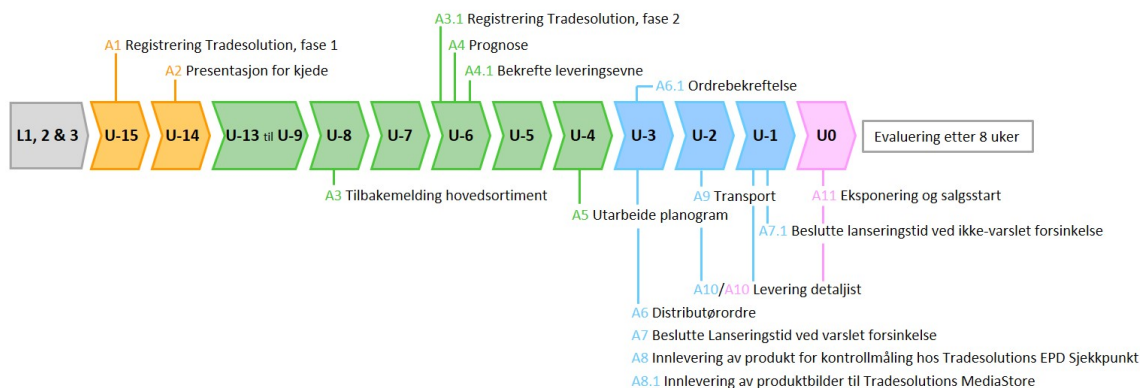 A3.1 Registrering Tradesolution, fase 2
A1 Registrering Tradesolution, fase 1
A4 Prognose
A2 Presentasjon for kjede
A4.1 Bekrefte leveringsevne
A6.1 Ordrebekreftelse
L1, 2 & 3
U-15
U-14
U-13 til U-9
U-8
U-7
U-6
U-5
U-4
U-3
U-2
U-1
U0
Evaluering etter 8 uker
A3 Tilbakemelding hovedsortiment
A9 Transport
A11 Eksponering og salgsstart
A5 Utarbeide planogram
A7.1 Beslutte lanseringstid ved ikke-varslet forsinkelse
A10/A10 Levering detaljist
A6 Distributørordre
A7 Beslutte Lanseringstid ved varslet forsinkelse
A8 Innlevering av produkt for kontrollmåling hos Tradesolutions EPD Sjekkpunkt
A8.1 Innlevering av produktbilder til Tradesolutions MediaStore